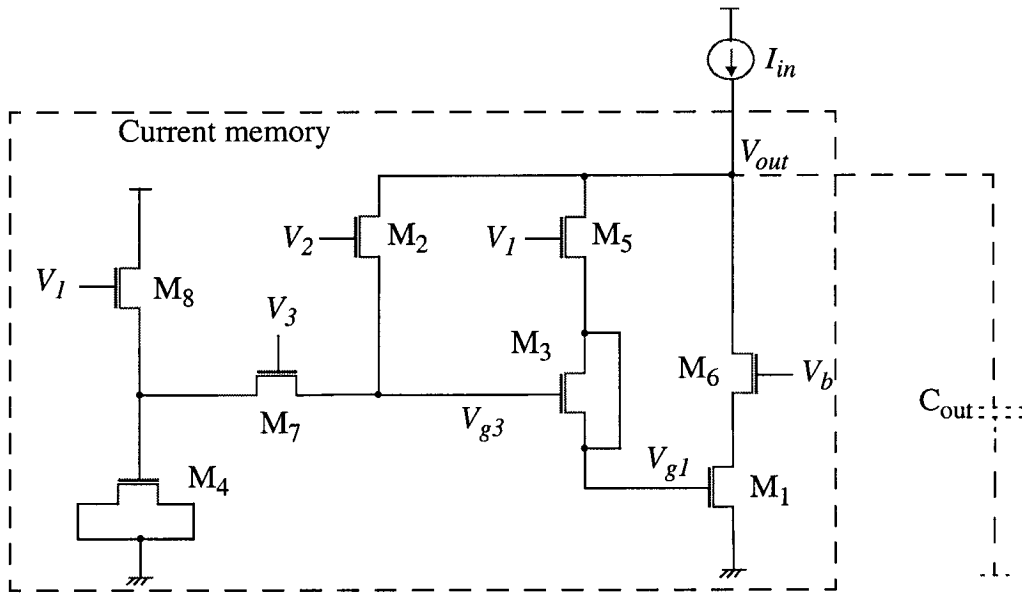 I_in
Current memory
V_out
V_2
M_2
V_1
M_5
V_1
M_8
V_3
M_3
M_6
V_b
M_7
V_g3
C_out
M_4
V_g1
M_1